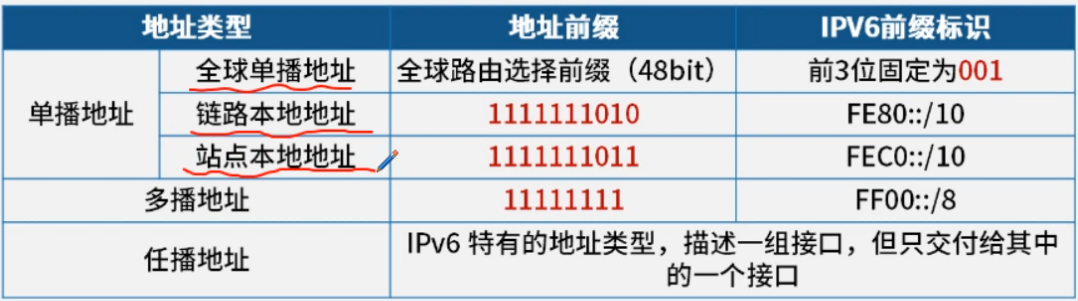 地址类型 地址前缀 IPV6前缀标识
单播地址 全球单播地址 全球路由选择前缀（48bit） 前3位固定为001
链路本地地址 1111111010 FE80::/10
站点本地地址 1111111011 FEC0::/10
多播地址 11111111 FF00::/8
任播地址 IPv6 特有的地址类型，描述一组接口，但只交付给其中
的一个接口